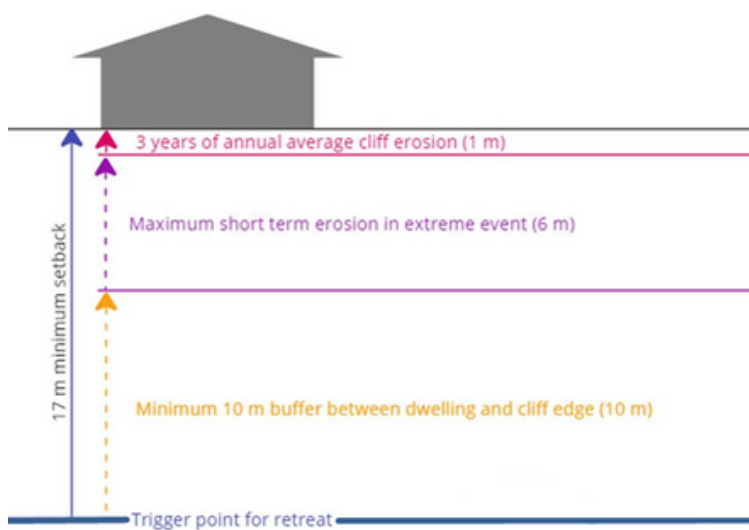 3 years of annual average cliff erosion (1 m)
Maximum short term erosion in extreme event (6 m)
17 m minimum setback
Minimum 10 m buffer between dwelling and cliff edge (10 m)
Trigger point for retreat